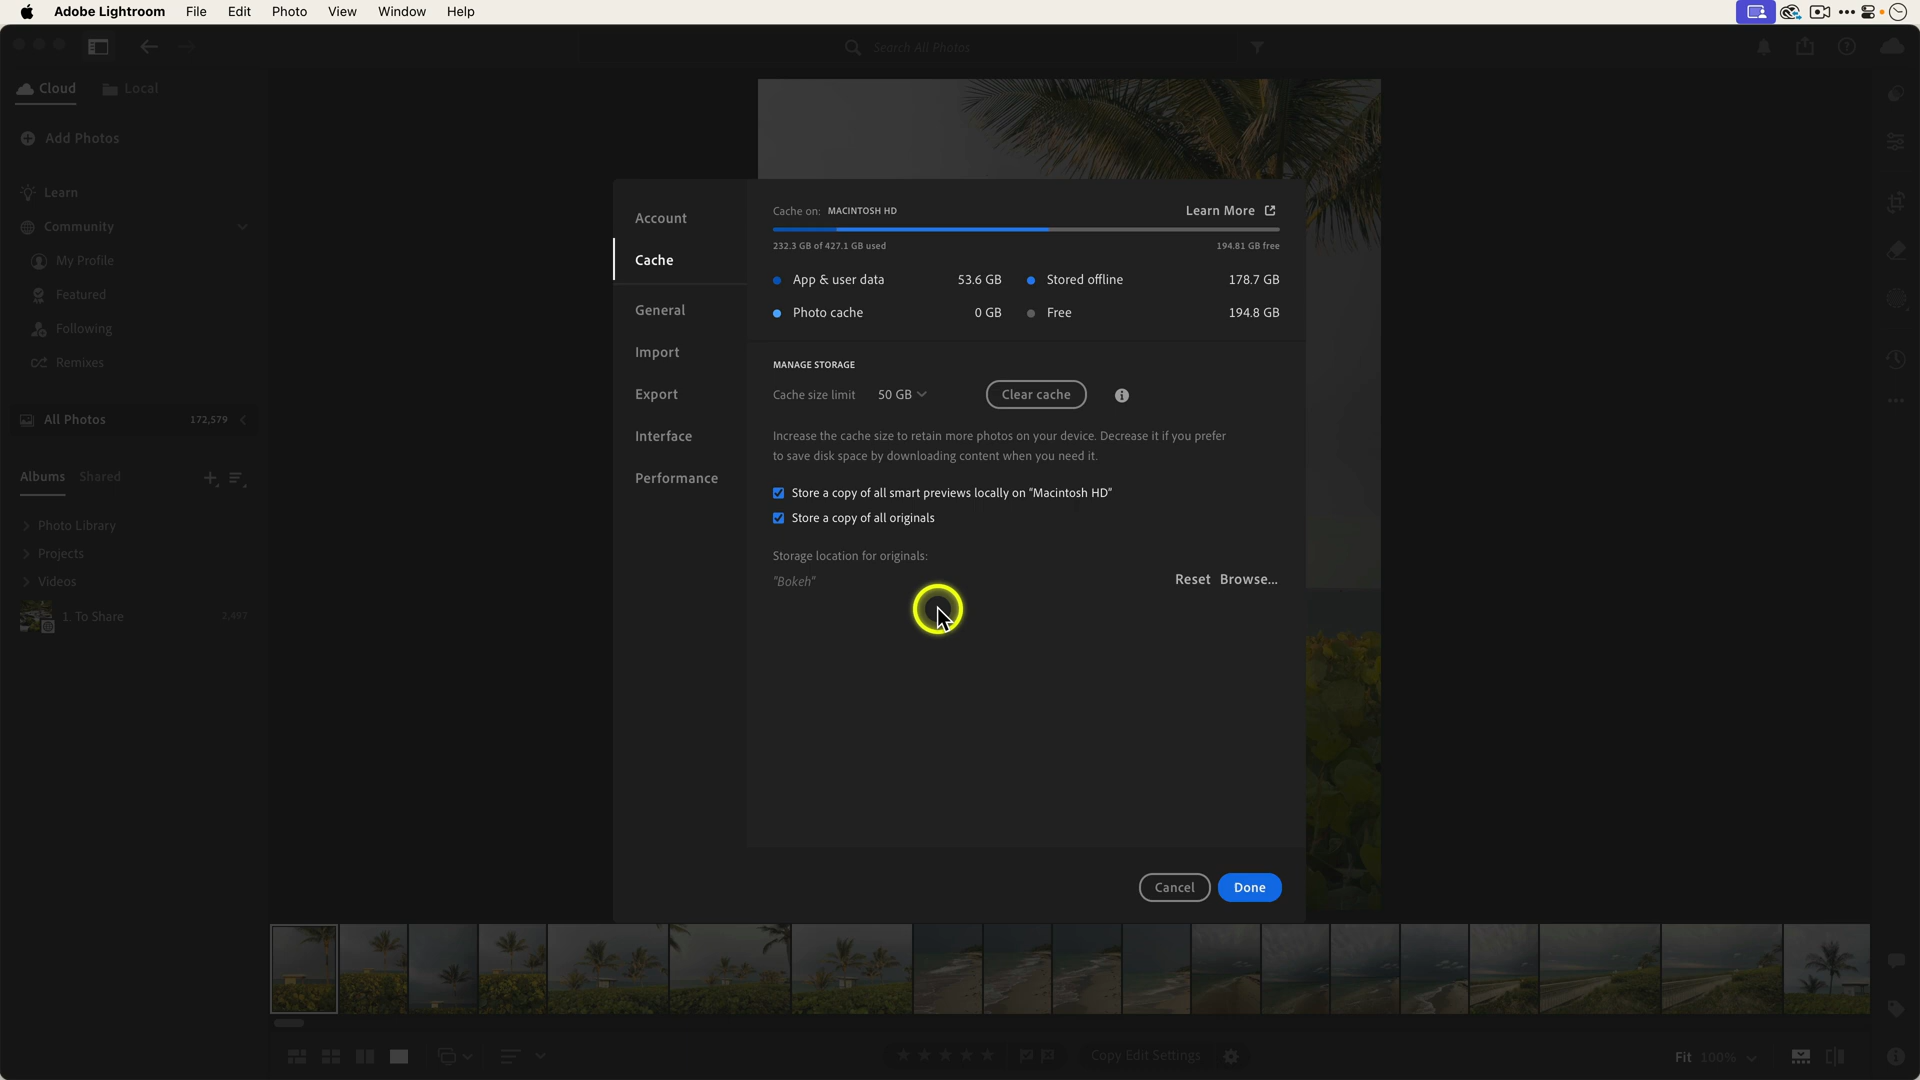 Adobe Lightroom File Edit Photo View Window Help
Search All Photos
Cloud Local
Add Photos
Learn
Community
My Profile
Featured
Following
Remixes
All Photos 172,579
Albums Shared
Photo Library
Projects
Videos
1. To Share 2,497
Account
Cache
General
Import
Export
Interface
Performance
Cache on: MACINTOSH HD Learn More
232.3 GB of 427.1 GB used 194.81 GB free
App & user data 53.6 GB Stored offline 178.7 GB
Photo cache 0 GB Free 194.8 GB
MANAGE STORAGE
Cache size limit 50 GB Clear cache
Increase the cache size to retain more photos on your device. Decrease it if you prefer
to save disk space by downloading content when you need it.
Store a copy of all smart previews locally on “Macintosh HD”
Store a copy of all originals
Storage location for originals:
"Bokeh" Reset Browse...
Cancel Done
Copy Edit Settings Fit 100%